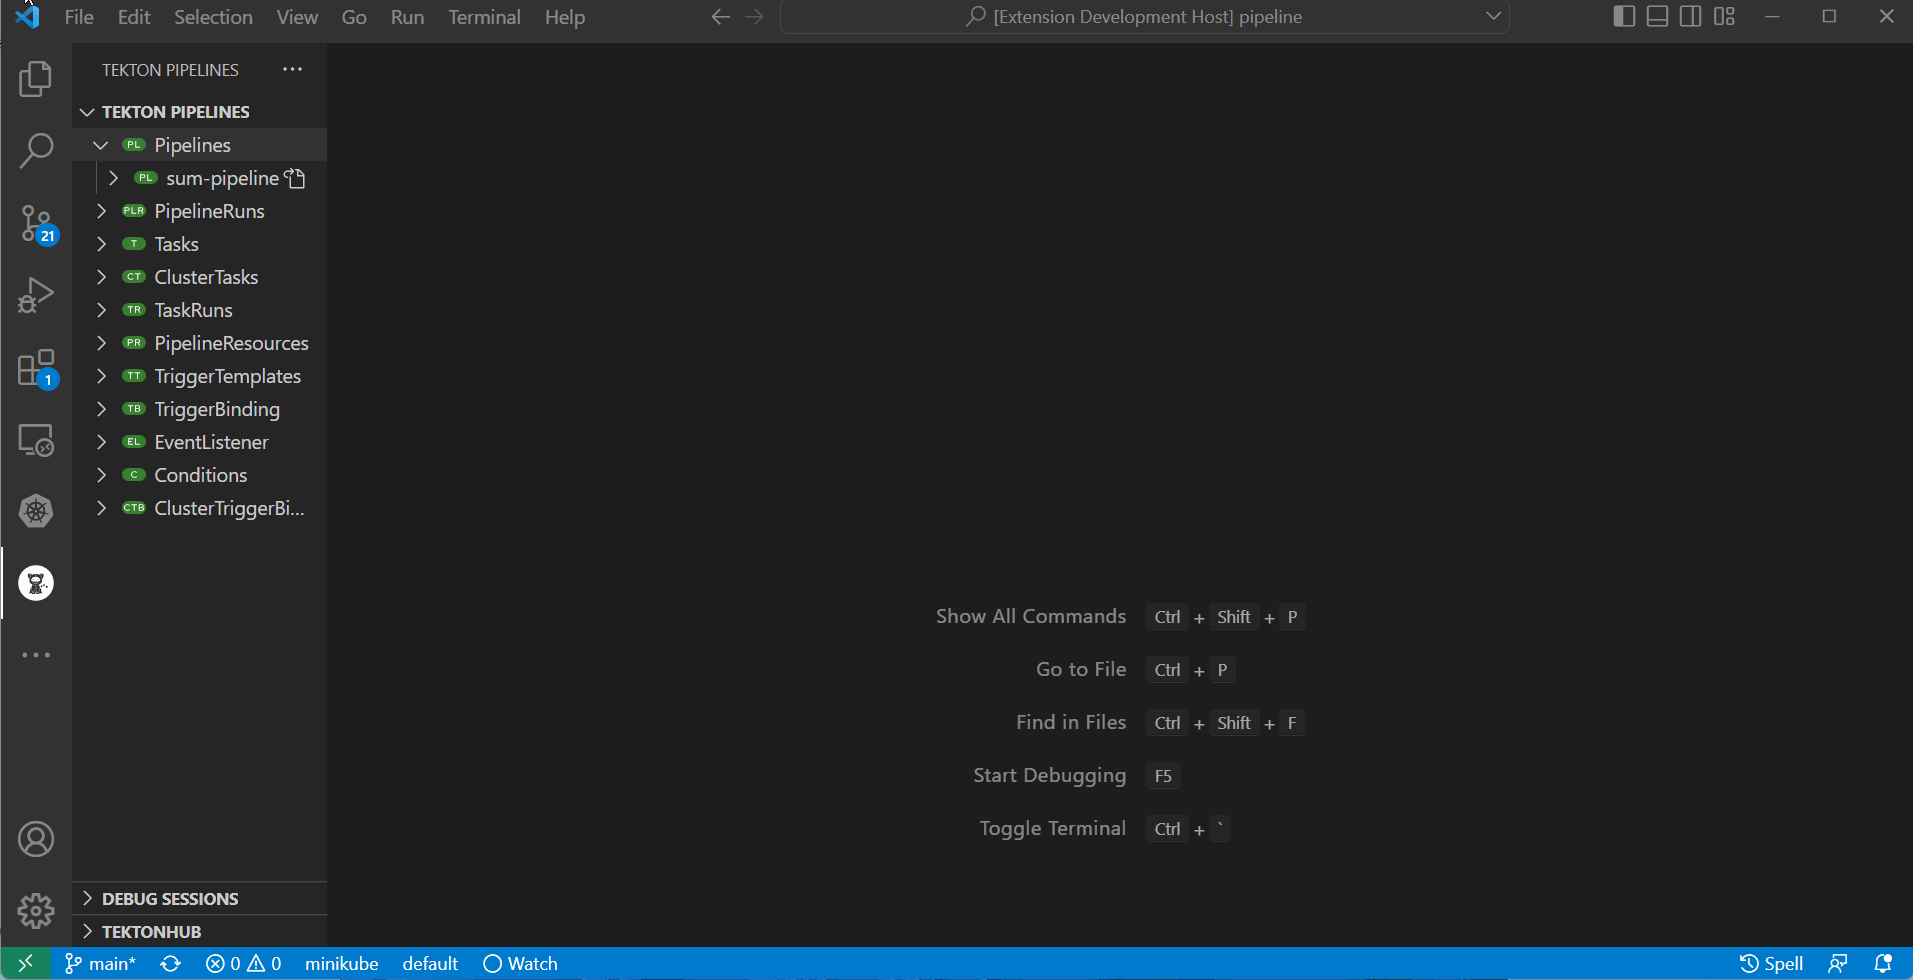 File Edit Selection View Go Run Terminal Help [Extension Development Host] pipeline
TEKTON PIPELINES
TEKTON PIPELINES
PL Pipelines
PL sum-pipeline
PLR PipelineRuns
21
T Tasks
CT ClusterTasks
TR TaskRuns
PR PipelineResources
TT TriggerTemplates
1
TB TriggerBinding
EL EventListener
C Conditions
CTB ClusterTriggerBi...
Show All Commands Ctrl + Shift + P
Go to File Ctrl + P
Find in Files Ctrl + Shift + F
Start Debugging F5
Toggle Terminal Ctrl + `
DEBUG SESSIONS
TEKTONHUB
main* 0 0 minikube default Watch Spell